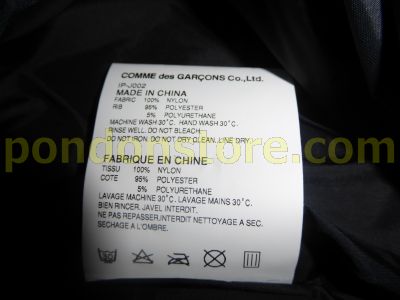 COMME des GARÇONS Co.,Ltd.
IP-J002
MADE IN CHINA
FABRIC 100% NYLON
RIB 95% POLYESTER
5% POLYURETHANE
MACHINE WASH 30°C. HAND WASH 30°C.
RINSE WELL. DO NOT BLEACH.
DO NOT IRON. DO NOT DRY CLEAN. LINE DRY.
pondonstore.com
FABRIQUE EN CHINE
TISSU 100% NYLON
COTE 95% POLYESTER
5% POLYURETHANE
LAVAGE MACHINE 30°C. LAVAGE MAINS 30°C.
BIEN RINCER. JAVEL INTERDIT.
NE PAS REPASSER.INTERDIT NETTOYAGE A SEC.
SECHAGE A L'OMBRE.